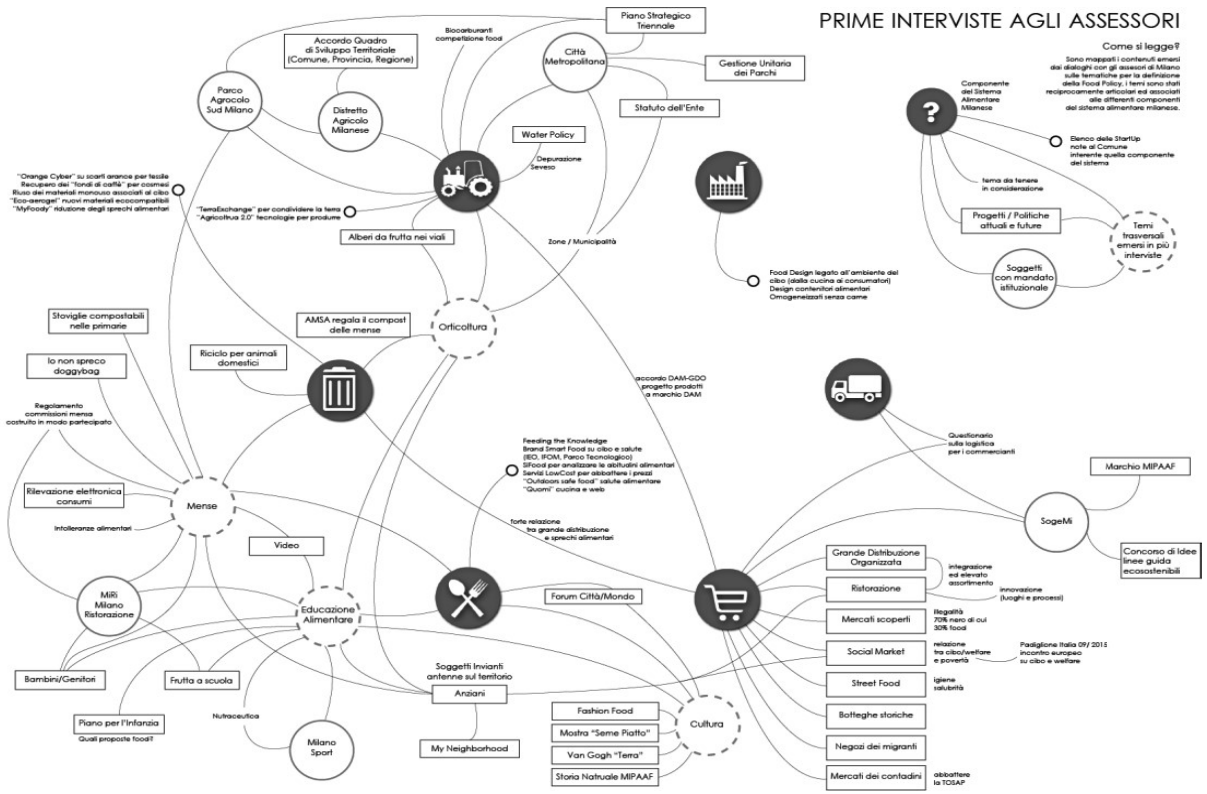 PRIME INTERVISTE AGLI ASSESSORI
Come si legge?
Sono mappati i contenuti emersi
dai dialoghi con gli assesori di Milano
sulle tematiche per la definizione
della Food Policy, i temi sono stati
reciprocamente articolari ed associati
alle differenti componenti
del sistema alimentare milanese.
Componente
del Sistema
Alimentare
Milanese
?
Elenco delle StartUp
note al Comune
interente quella componente
del sistema
tema da tenere
in considerazione
Progetti / Politiche
attuali e future
Temi
trasversali
emersi in più
interviste
Soggetti
con mandato
istituzionale
Piano Strategico
Triennale
Biocarburanti
competizione food
Accordo Quadro
di Sviluppo Territoriale
(Comune, Provincia, Regione)
Città
Metropolitana
Gestione Unitaria
dei Parchi
Parco
Agrocolo
Sud Milano
Distretto
Agricolo
Milanese
Statuto dell'Ente
Water Policy
Depurazione
Seveso
"Orange Cyber" su scarti arance per tessile
Recupero dei "fondi di caffè" per cosmesi
Riuso dei materiali monouso associati al cibo
"Eco-aerogel" nuovi materiali ecocompatibili
"MyFoody" riduzione degli sprechi alimentari
"TerraExchange" per condividere la terra
"Agricoltrua 2.0" tecnologie per produrre
Alberi da frutta nei viali
Zone / Municipalità
Food Design legato all'ambiente del
cibo (dalla cucina ai consumatori)
Design contenitori alimentari
Omogeneizzati senza carne
Stoviglie compostabili
nelle primarie
AMSA regala il compost
delle mense
Orticoltura
Io non spreco
doggybag
Riciclo per animali
domestici
accordo DAM-GDO
progetto prodotti
a marchio DAM
Regolamento
commissioni mensa
costruito in modo partecipato
Questionario
sulla logistica
per i commercianti
Feeding the Knowledge
Brand Smart Food su cibo e salute
(IEO, IFOM, Parco Tecnologico)
SiFood per analizzare le abitudini alimentari
Servizi LowCost per abbattere i prezzi
"Outdoors safe food" salute alimentare
"Quomi" cucina e web
Marchio MIPAAF
Rilevazione elettronica
consumi
Mense
SogeMi
Intolleranze alimentari
forte relazione
tra grande distribuzione
e sprechi alimentari
Video
Grande Distribuzione
Organizzata
Concorso di Idee
linee guida
ecosostenibili
integrazione
ed elevato
assortimento
Ristorazione
innovazione
(luoghi e processi)
MiRi
Milano
Ristorazione
Educazione
Alimentare
Forum Città/Mondo
Mercati scoperti
illegalità
70% nero di cui
30% food
Social Market
relazione
tra cibo/welfare
e povertà
Padiglione Italia 09/ 2015
incontro europeo
su cibo e welfare
Bambini/Genitori
Frutta a scuola
Soggetti Invianti
antenne sul territorio
Anziani
Street Food
igiene
salubrità
Piano per l'Infanzia
Quali proposte food?
Nutraceutica
Milano
Sport
My Neighborhood
Fashion Food
Mostra "Seme Piatto"
Van Gogh "Terra"
Storia Natruale MIPAAF
Cultura
Botteghe storiche
Negozi dei migranti
Mercati dei contadini
abbattere
la TOSAP